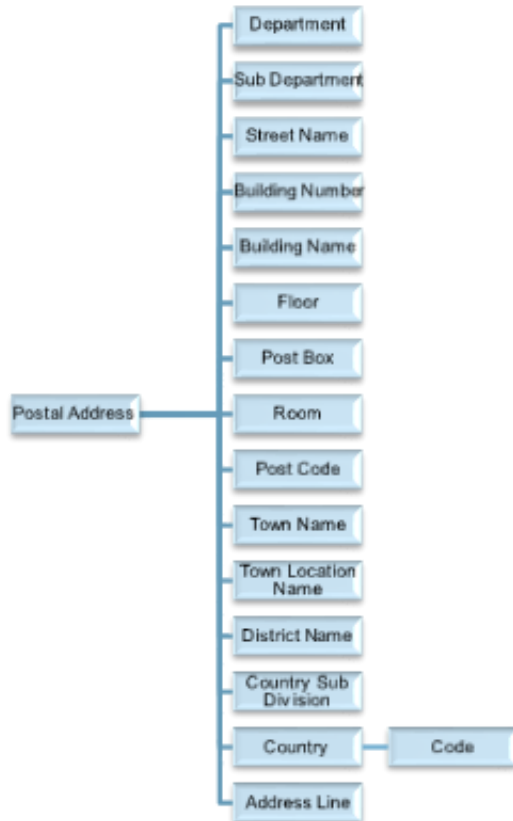 Department
Sub Department
Street Name
Building Number
Building Name
Floor
Post Box
Postal Address
Room
Post Code
Town Name
Town Location
Name
District Name
Country Sub
Division
Country
Code
Address Line